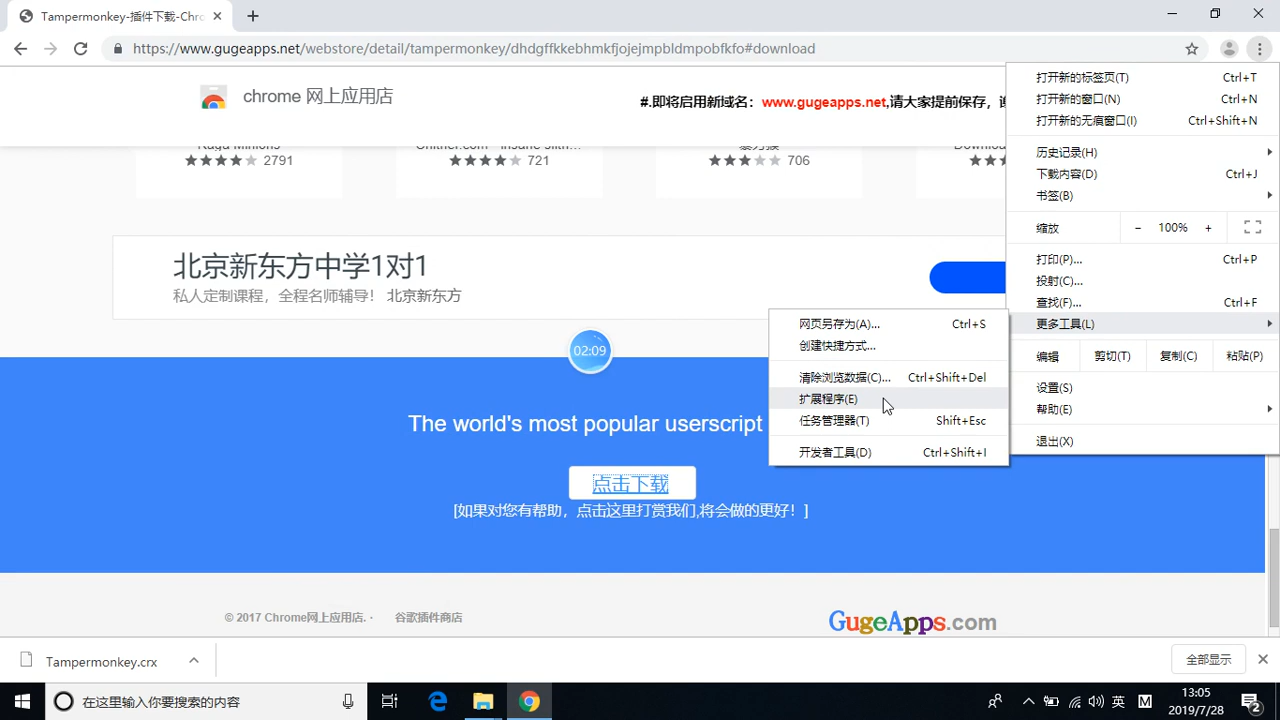 Tampermonkey-插件下载-Chro
https://www.gugeapps.net/webstore/detail/tampermonkey/dhdgffkkebhmkfjojejmpbldmpobfkfo#download
chrome 网上应用店
#.即将启用新域名：www.gugeapps.net,请大家提前保存，
2791
721
706
北京新东方中学1对1
私人定制课程，全程名师辅导！ 北京新东方
02:09
The world's most popular userscript
点击下载
[如果对您有帮助，点击这里打赏我们,将会做的更好！]
© 2017 Chrome网上应用店. · 谷歌插件商店
GugeApps.com
打开新的标签页(T) Ctrl+T
打开新的窗口(N) Ctrl+N
打开新的无痕窗口(I) Ctrl+Shift+N
历史记录(H)
下载内容(D) Ctrl+J
书签(B)
缩放 - 100% +
打印(P)... Ctrl+P
投射(C)...
查找(F)... Ctrl+F
更多工具(L)
编辑 剪切(T) 复制(C) 粘贴(P)
设置(S)
帮助(E)
退出(X)
网页另存为(A)... Ctrl+S
创建快捷方式...
清除浏览数据(C)... Ctrl+Shift+Del
扩展程序(E)
任务管理器(T) Shift+Esc
开发者工具(D) Ctrl+Shift+I
Tampermonkey.crx
全部显示
在这里输入你要搜索的内容
英 M
13:05
2019/7/28
2